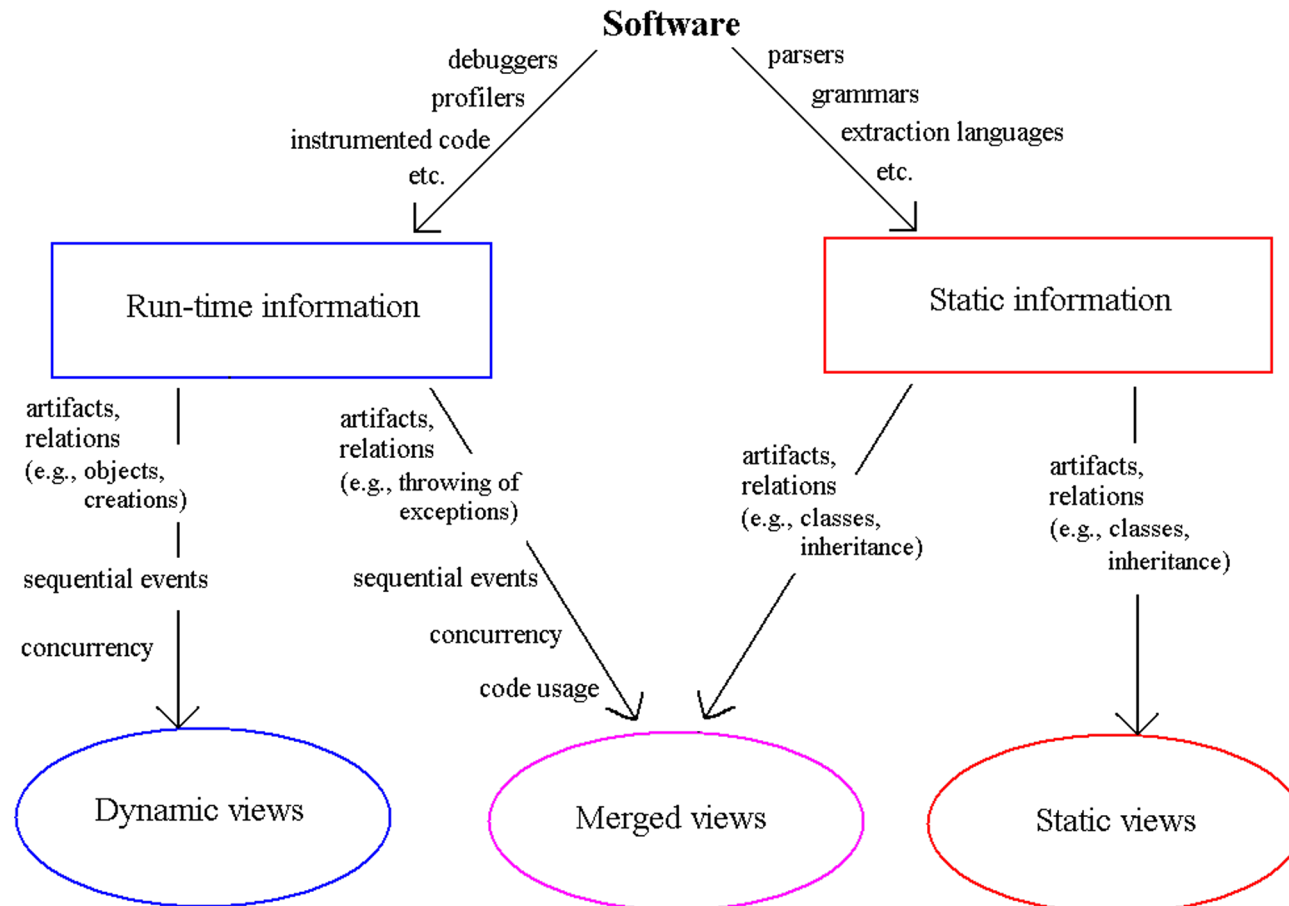 Software
debuggers
profilers
instrumented code
etc.
parsers
grammars
extraction languages
etc.
Run-time information
Static information
artifacts,
relations
(e.g., objects,
creations)
sequential events
concurrency
artifacts,
relations
(e.g., throwing of
exceptions)
sequential events
concurrency
code usage
artifacts,
relations
(e.g., classes,
inheritance)
artifacts,
relations
(e.g., classes,
inheritance)
Dynamic views
Merged views
Static views